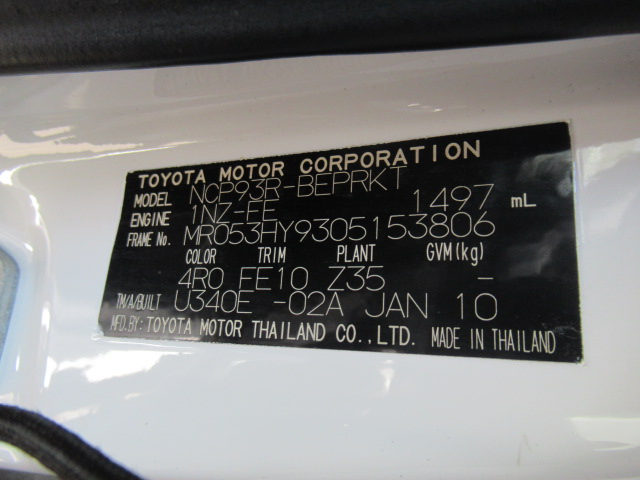 TOYOTA MOTOR CORPORATION
MODEL NCP93R-BEPRKT
ENGINE 1NZ-FE 1497 mL
FRAME No. MR053HY9305153806
COLOR TRIM PLANT GVM(kg)
4R0 FE10 Z35 -
TM/A/BUILT U340E -02A JAN 10
MFD.BY: TOYOTA MOTOR THAILAND CO.,LTD. MADE IN THAILAND